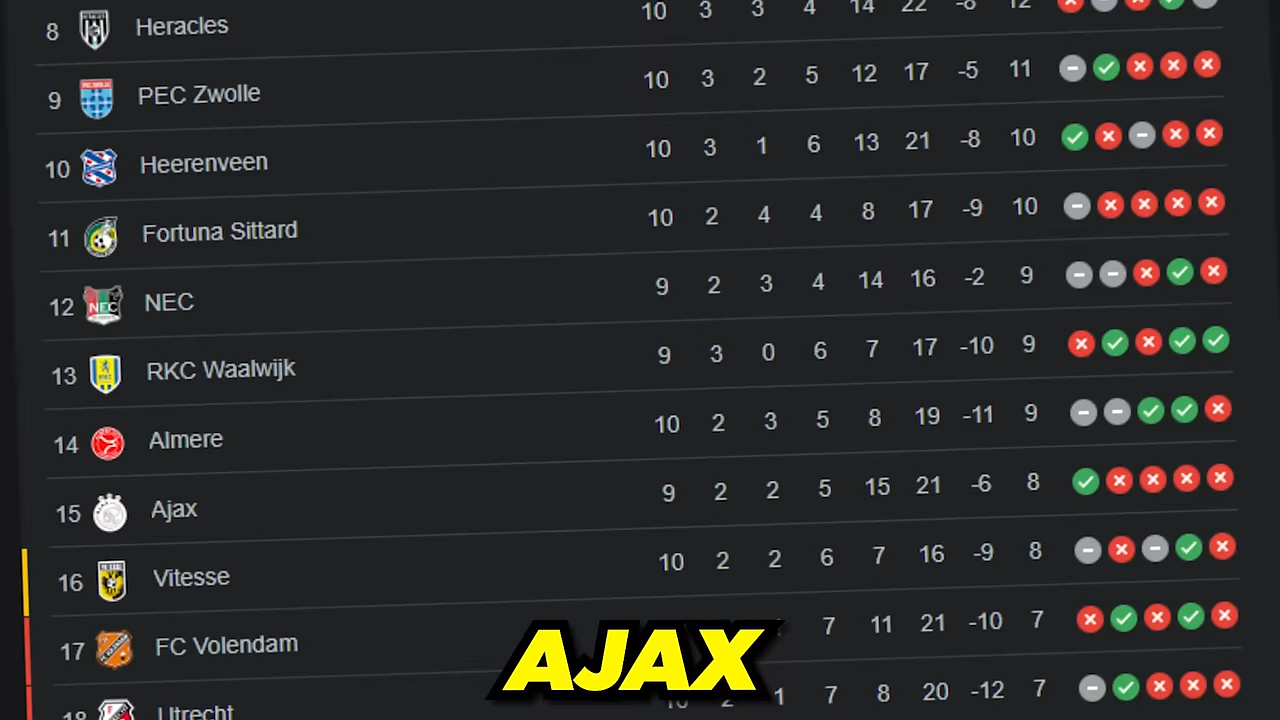 8 Heracles 10 3 3 4 14 22 -8 12
9 PEC Zwolle 10 3 2 5 12 17 -5 11
10 Heerenveen 10 3 1 6 13 21 -8 10
11 Fortuna Sittard 10 2 4 4 8 17 -9 10
12 NEC 9 2 3 4 14 16 -2 9
13 RKC Waalwijk 9 3 0 6 7 17 -10 9
14 Almere 10 2 3 5 8 19 -11 9
15 Ajax 9 2 2 5 15 21 -6 8
16 Vitesse 10 2 2 6 7 16 -9 8
17 FC Volendam 7 11 21 -10 7
18 Utrecht 10 2 1 7 8 20 -12 7
AJAX